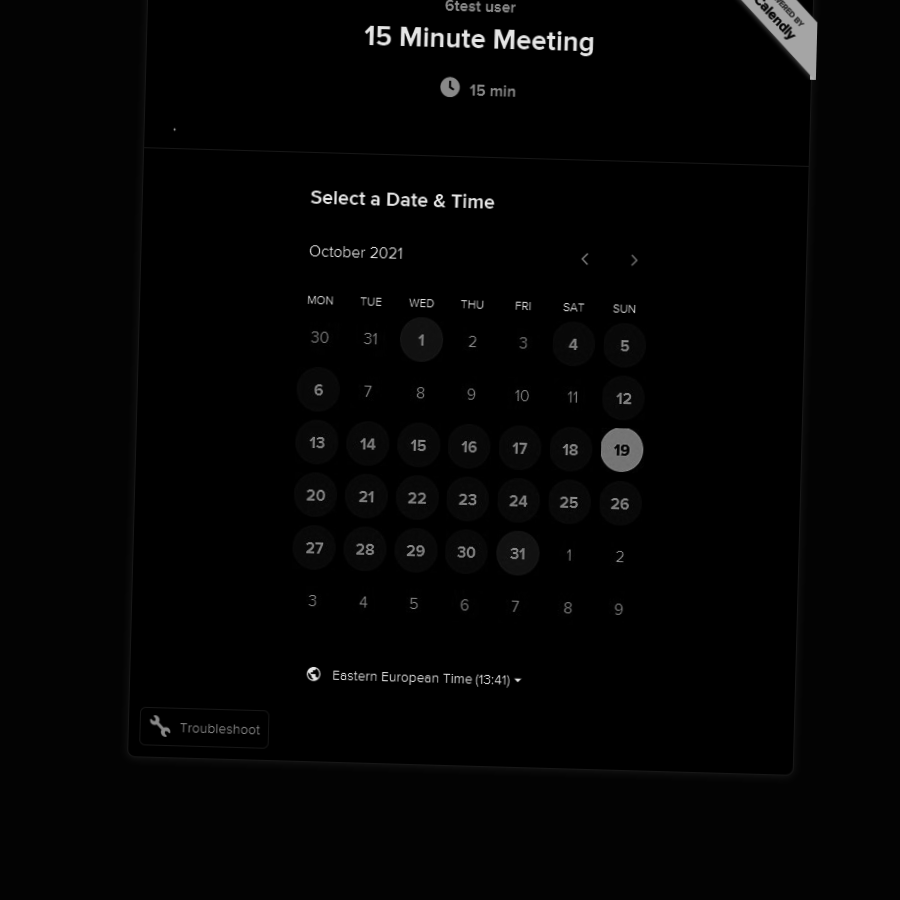 6test user
15 Minute Meeting
15 min
POWERED BY
Calendly
Select a Date & Time
October 2021
MON TUE WED THU FRI SAT SUN
30 31 1 2 3 4 5
6 7 8 9 10 11 12
13 14 15 16 17 18 19
20 21 22 23 24 25 26
27 28 29 30 31 1 2
3 4 5 6 7 8 9
Eastern European Time (13:41)
Troubleshoot